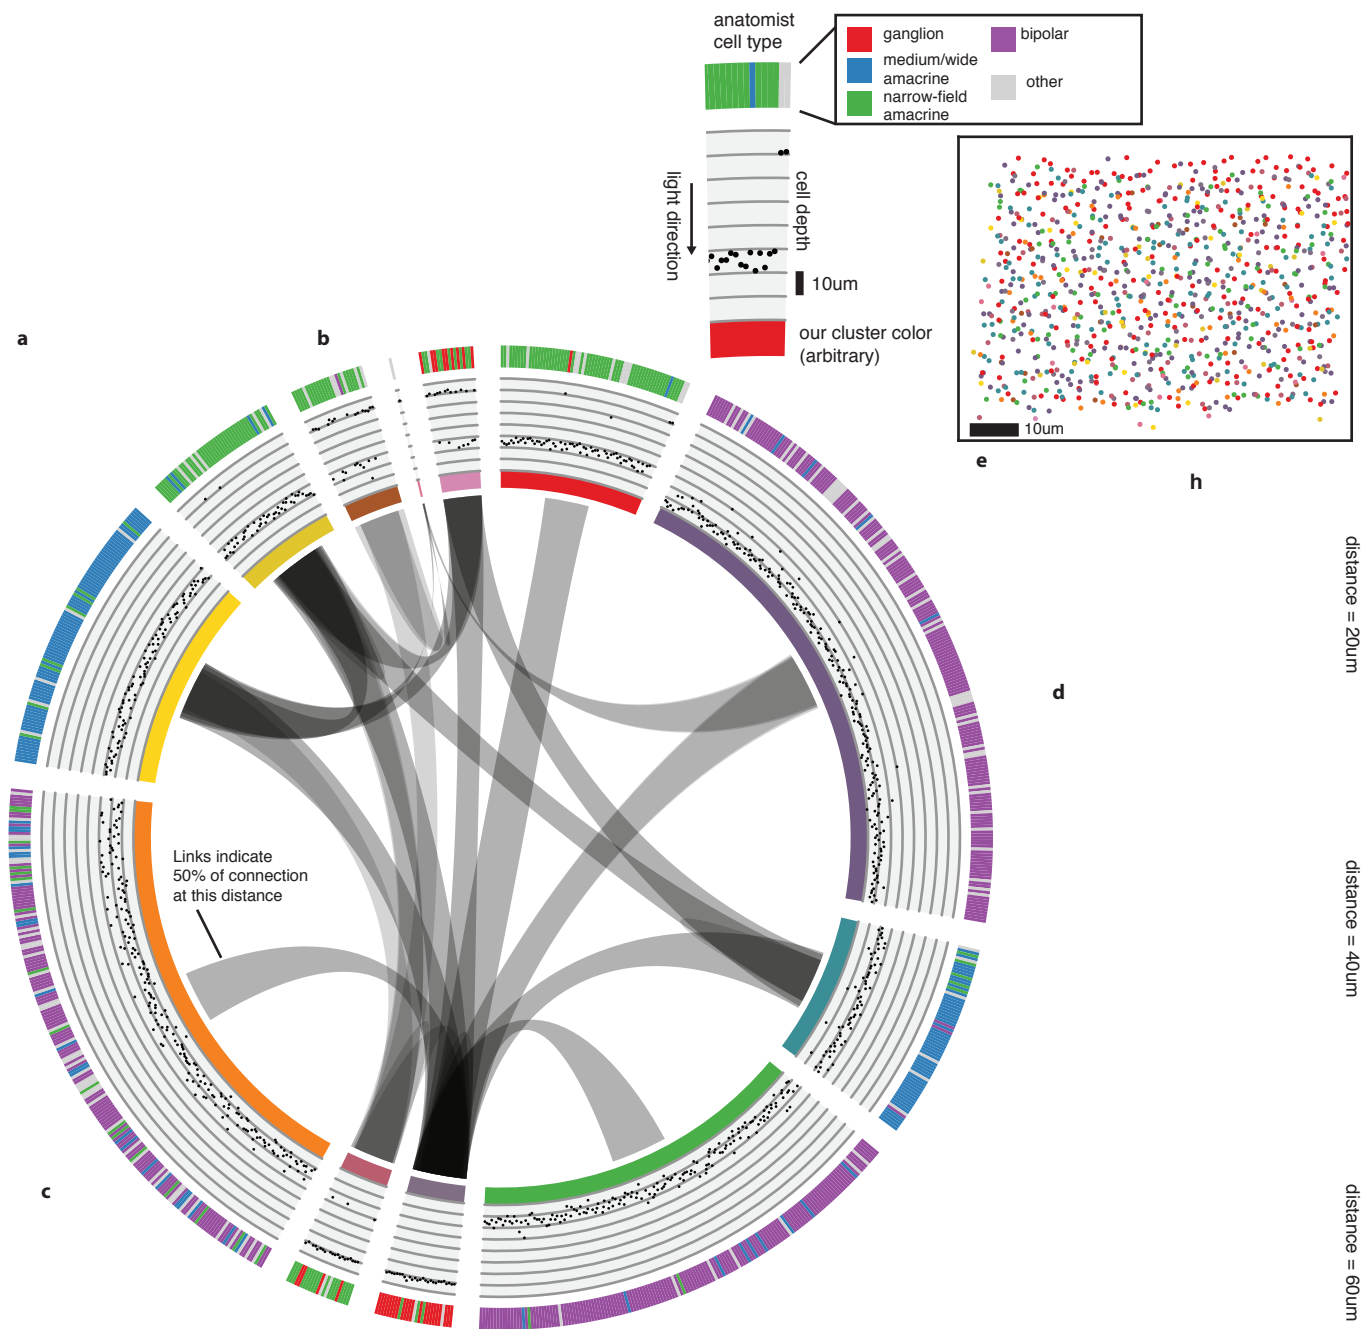 anatomist
cell type
ganglion
medium/wide
amacrine
narrow-field
amacrine
bipolar
other
light direction
cell depth
10um
our cluster color
(arbitrary)
10um
a
b
e
h
distance = 20um
d
Links indicate
50% of connection
at this distance
distance = 40um
c
distance = 60um